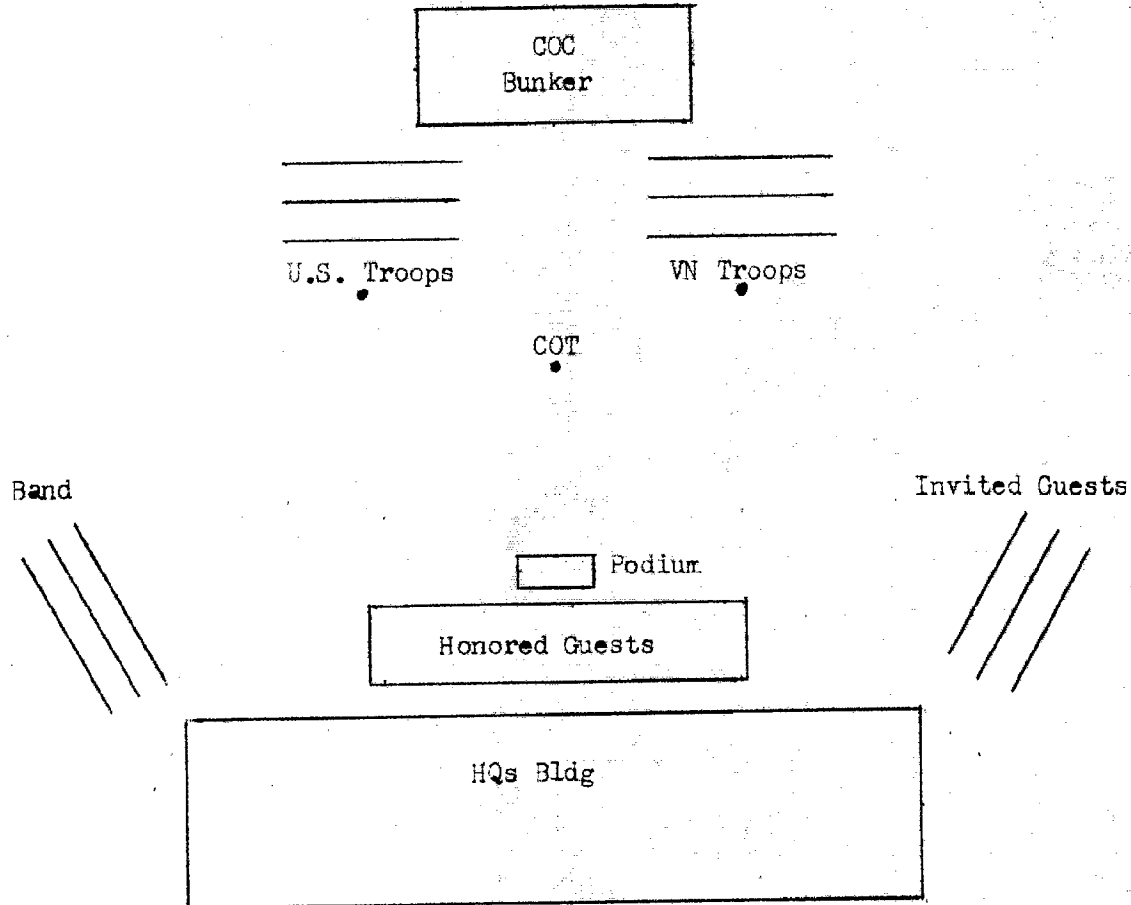 COC
Bunker
U.S. Troops
VN Troops
COT
Band
Invited Guests
Podium
Honored Guests
HQs Bldg